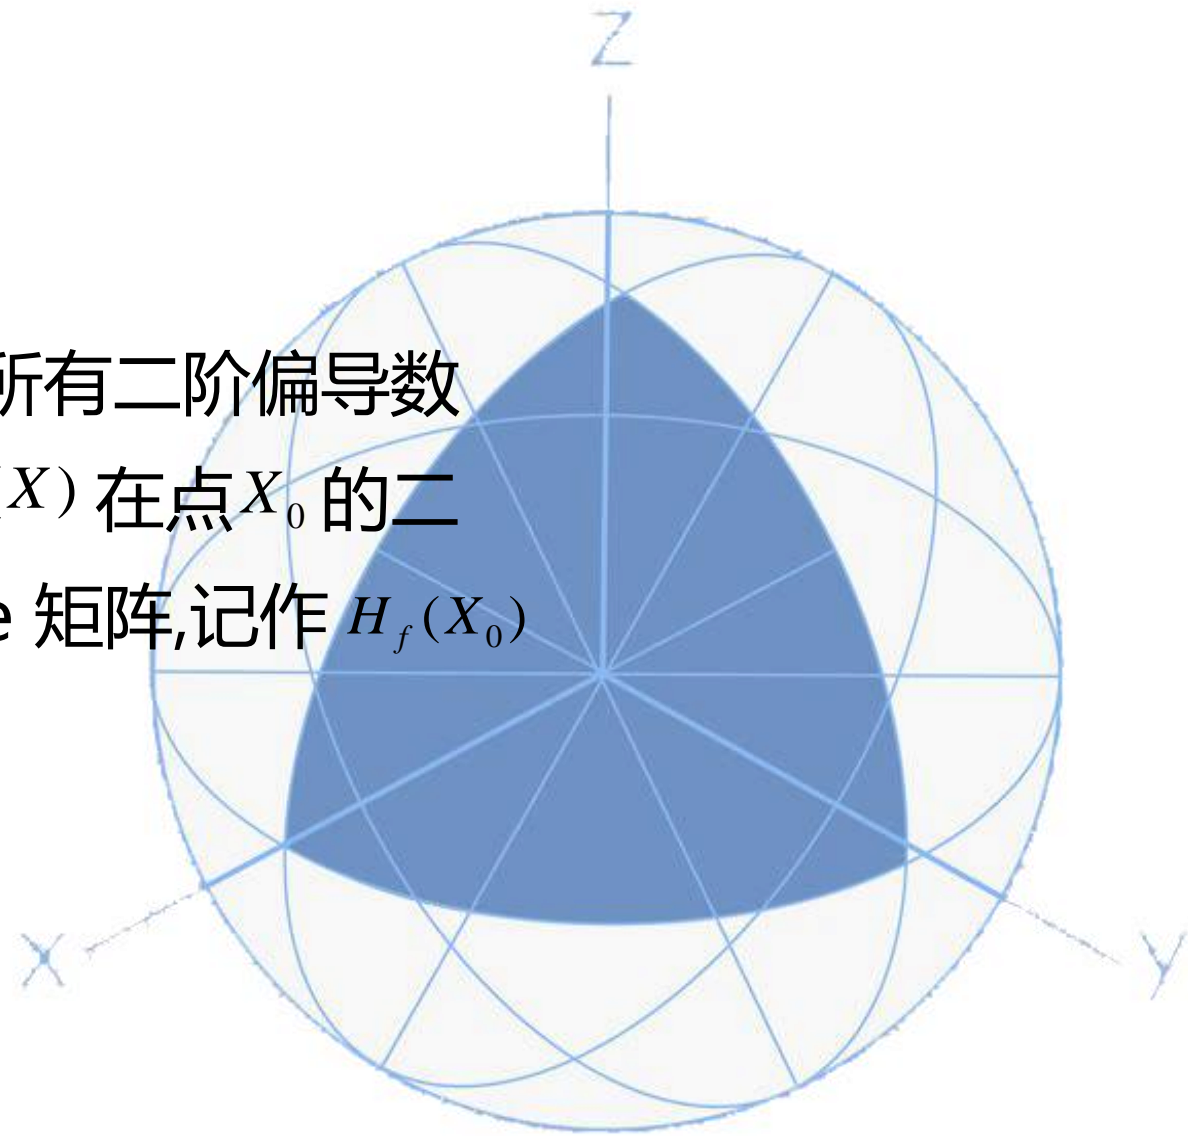 Z
所有二阶偏导数
(X) 在点 X₀ 的二
e 矩阵,记作 H_f(X₀)
X
Y